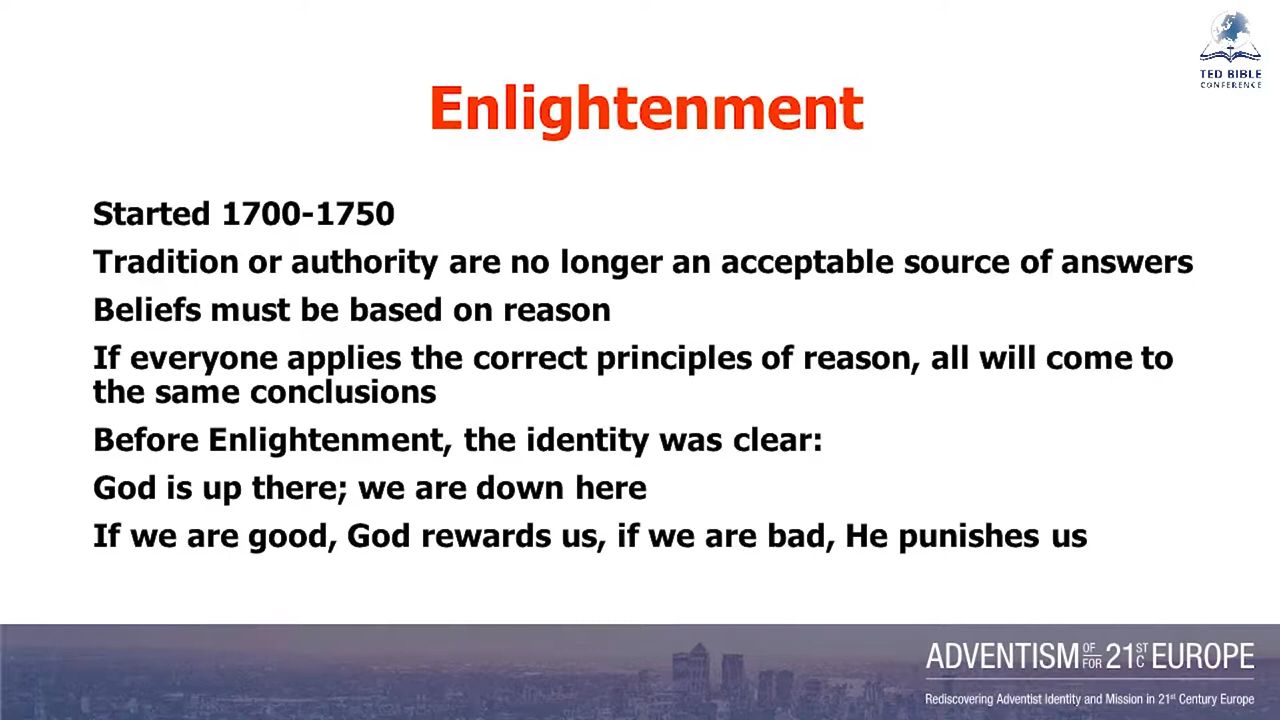 TED BIBLE
CONFERENCE
Enlightenment
Started 1700-1750
Tradition or authority are no longer an acceptable source of answers
Beliefs must be based on reason
If everyone applies the correct principles of reason, all will come to
the same conclusions
Before Enlightenment, the identity was clear:
God is up there; we are down here
If we are good, God rewards us, if we are bad, He punishes us
ADVENTISM OF/FOR 21ST C EUROPE
Rediscovering Adventist Identity and Mission in 21st Century Europe